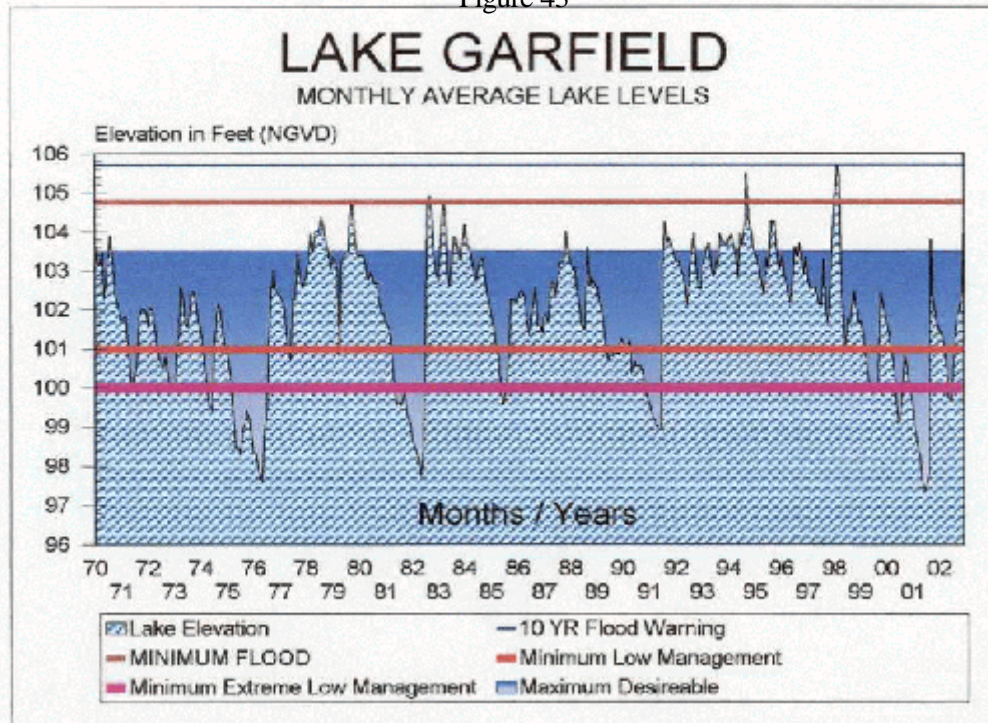 Figure 43
LAKE GARFIELD
MONTHLY AVERAGE LAKE LEVELS
Elevation in Feet (NGVD)
106
105
104
103
102
101
100
99
98
97
96
Months / Years
70 72 74 76 78 80 82 84 86 88 90 92 94 96 98 00 02
71 73 75 77 79 81 83 85 87 89 91 93 95 97 99 01
Lake Elevation 10 YR Flood Warning
MINIMUM FLOOD Minimum Low Management
Minimum Extreme Low Management Maximum Desireable